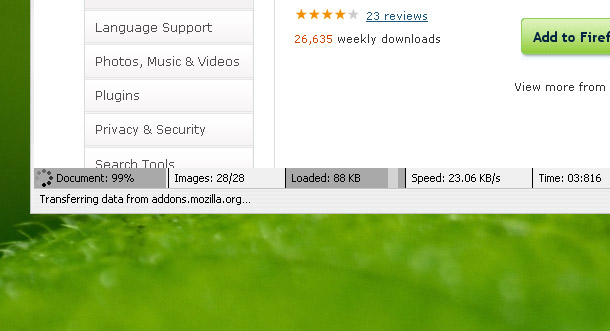 Language Support
Photos, Music & Videos
Plugins
Privacy & Security
Search Tools
23 reviews
26,635 weekly downloads
Add to Firef
View more from
Document: 99% Images: 28/28 Loaded: 88 KB Speed: 23.06 KB/s Time: 03:816
Transferring data from addons.mozilla.org...